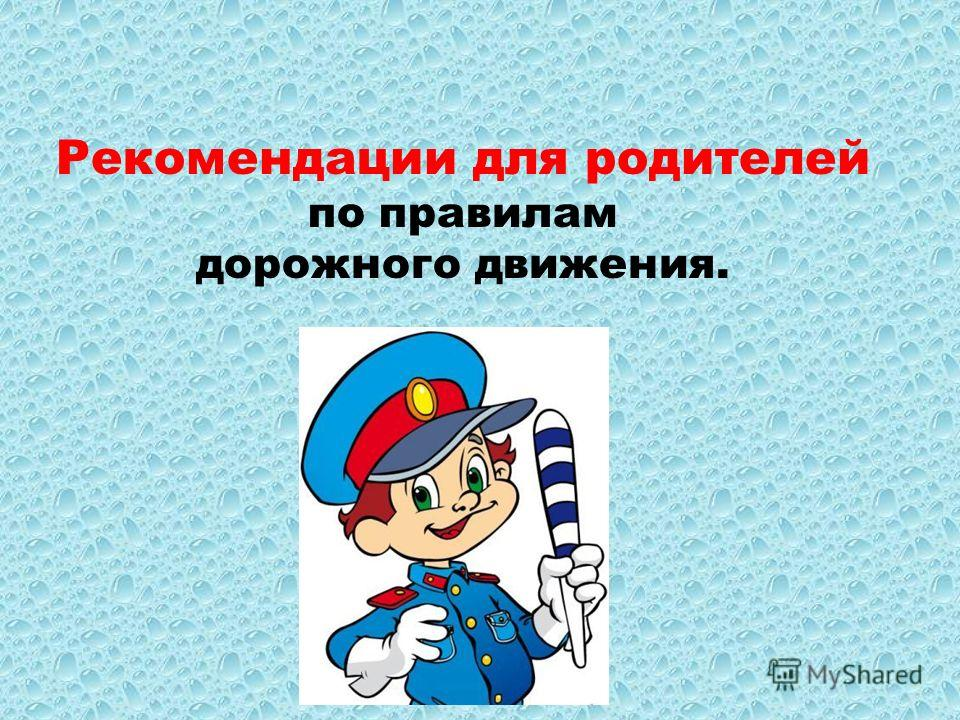 Рекомендации для родителей
по правилам
дорожного движения.
MyShared